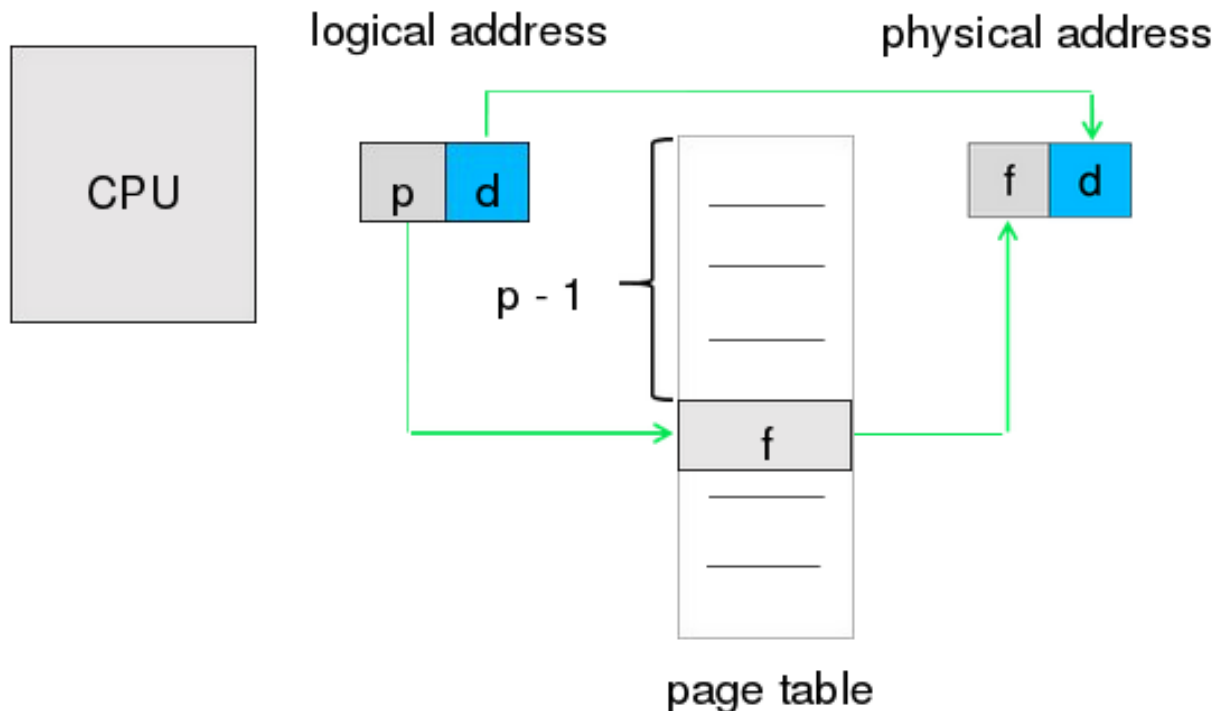 logical address
physical address
CPU
p
d
f
d
p - 1
f
page table